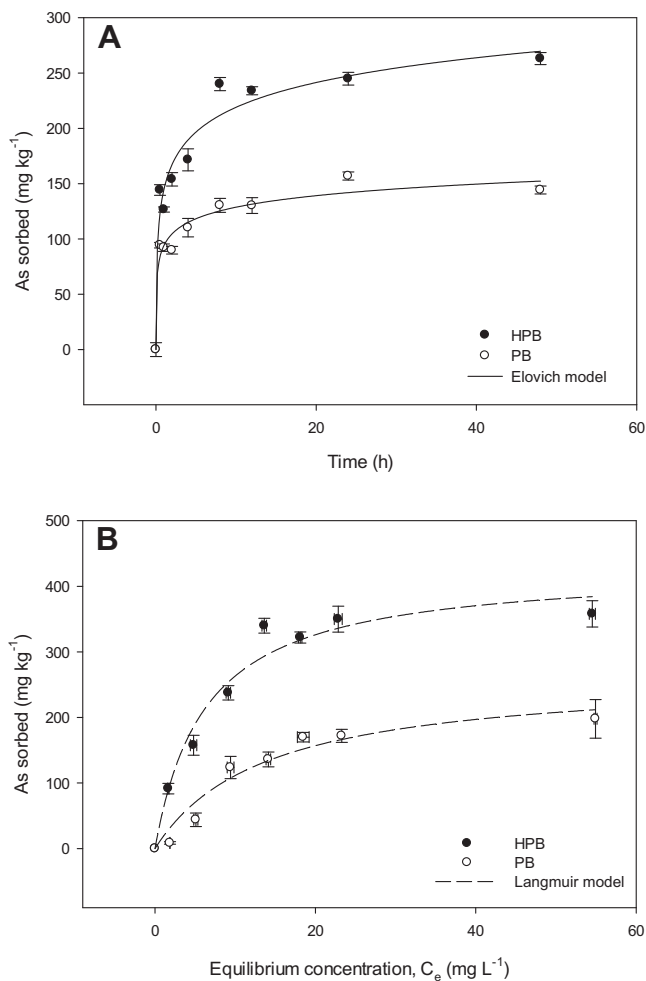 A
300
250
200
150
100
50
0
As sorbed (mg kg⁻¹)
HPB
PB
Elovich model
0 20 40 60
Time (h)
B
500
400
300
200
100
0
As sorbed (mg kg⁻¹)
HPB
PB
Langmuir model
0 20 40 60
Equilibrium concentration, Cₑ (mg L⁻¹)